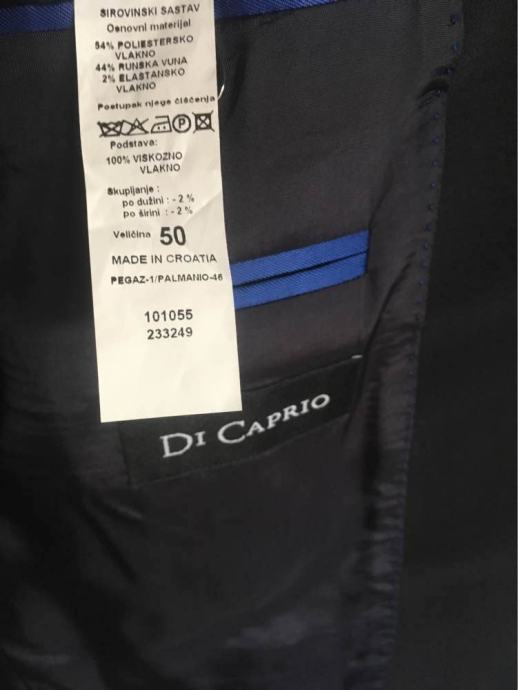 SIROVINSKI SASTAV
Osnovni materijal
54% POLIESTERSKO
VLAKNO
44% RUNSKA VUNA
2% ELASTANSKO
VLAKNO
Postupak njege čišćenja
P
Podstava:
100% VISKOZNO
VLAKNO
Skupljanje :
po dužini : - 2 %
po širini : - 2 %
Veličina 50
MADE IN CROATIA
PEGAZ-1/PALMANIO-46
101055
233249
DI CAPRIO